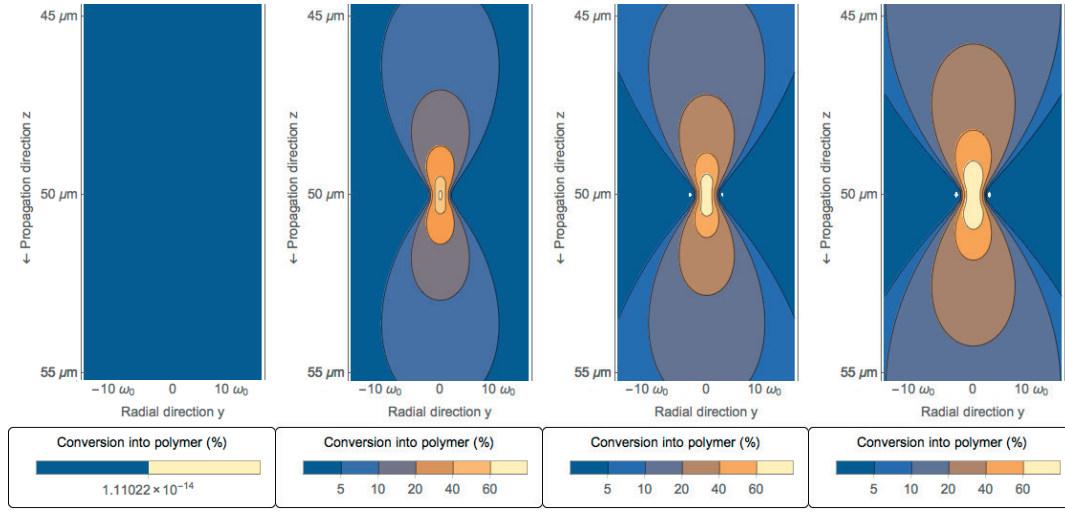 45 μm
50 μm
55 μm
← Propagation direction z
−10 ω0 0 10 ω0
Radial direction y
Conversion into polymer (%)
1.11022 × 10−14
45 μm
50 μm
55 μm
← Propagation direction z
−10 ω0 0 10 ω0
Radial direction y
Conversion into polymer (%)
5 10 20 40 60
45 μm
50 μm
55 μm
← Propagation direction z
−10 ω0 0 10 ω0
Radial direction y
Conversion into polymer (%)
5 10 20 40 60
45 μm
50 μm
55 μm
← Propagation direction z
−10 ω0 0 10 ω0
Radial direction y
Conversion into polymer (%)
5 10 20 40 60